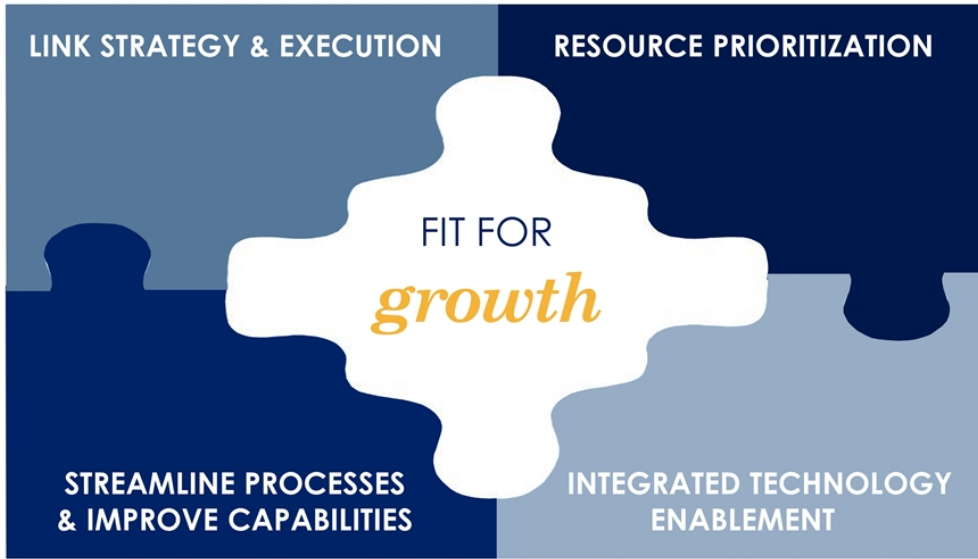 LINK STRATEGY & EXECUTION
RESOURCE PRIORITIZATION
FIT FOR
growth
STREAMLINE PROCESSES
& IMPROVE CAPABILITIES
INTEGRATED TECHNOLOGY
ENABLEMENT